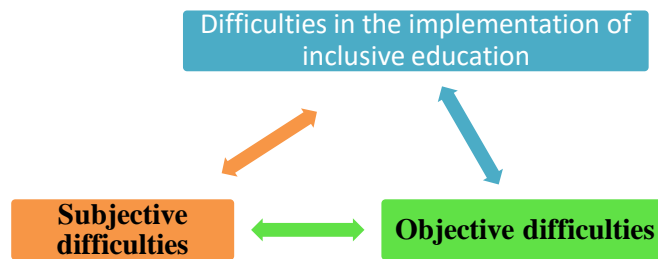 Difficulties in the implementation of
inclusive education
Subjective
difficulties
Objective difficulties